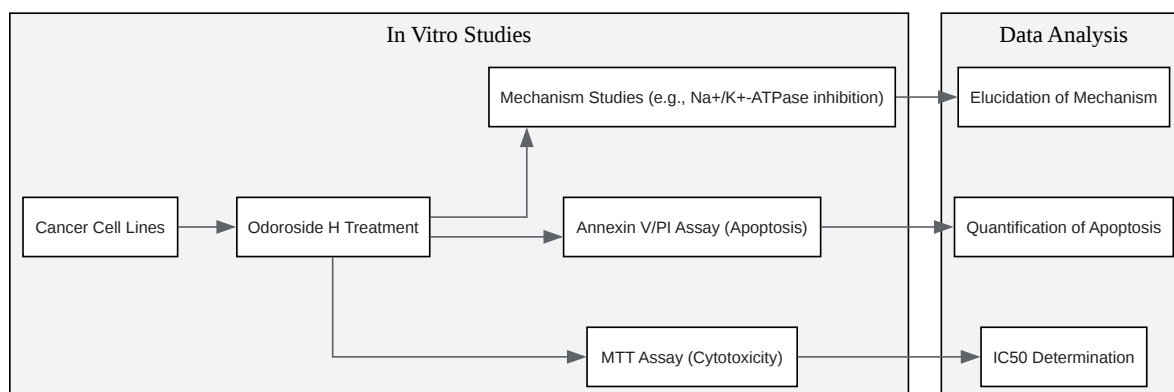 In Vitro Studies
Data Analysis
Mechanism Studies (e.g., Na+/K+-ATPase inhibition)
Elucidation of Mechanism
Cancer Cell Lines
Odoroside H Treatment
Annexin V/PI Assay (Apoptosis)
Quantification of Apoptosis
MTT Assay (Cytotoxicity)
IC50 Determination